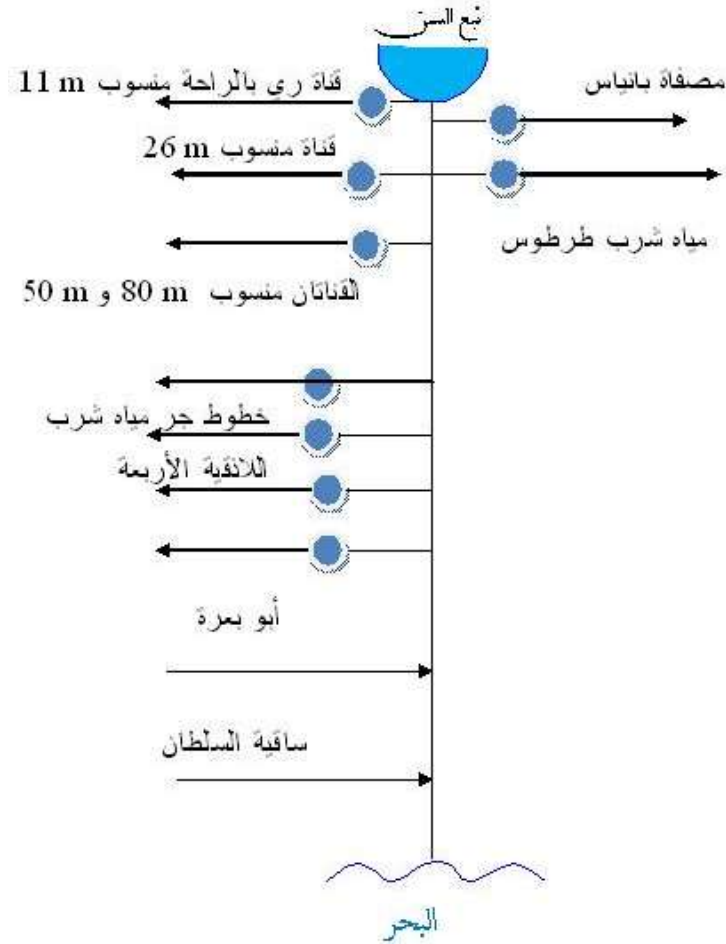 نبع السن
قناة ري بالراحة منسوب 11 m
مصفاة بانياس
قناة منسوب 26 m
مياه شرب طرطوس
القناتان منسوب 80 m و 50 m
خطوط جر مياه شرب
اللاذقية الأربعة
أبو بعرة
ساقية السلطان
البحر